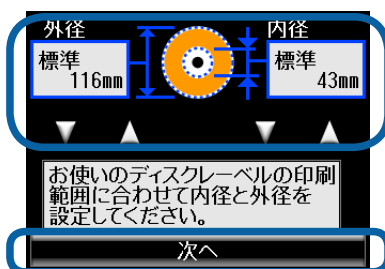 外径
内径
標準
116mm
標準
43mm
お使いのディスクレーベルの印刷
範囲に合わせて内径と外径を
設定してください。
次へ